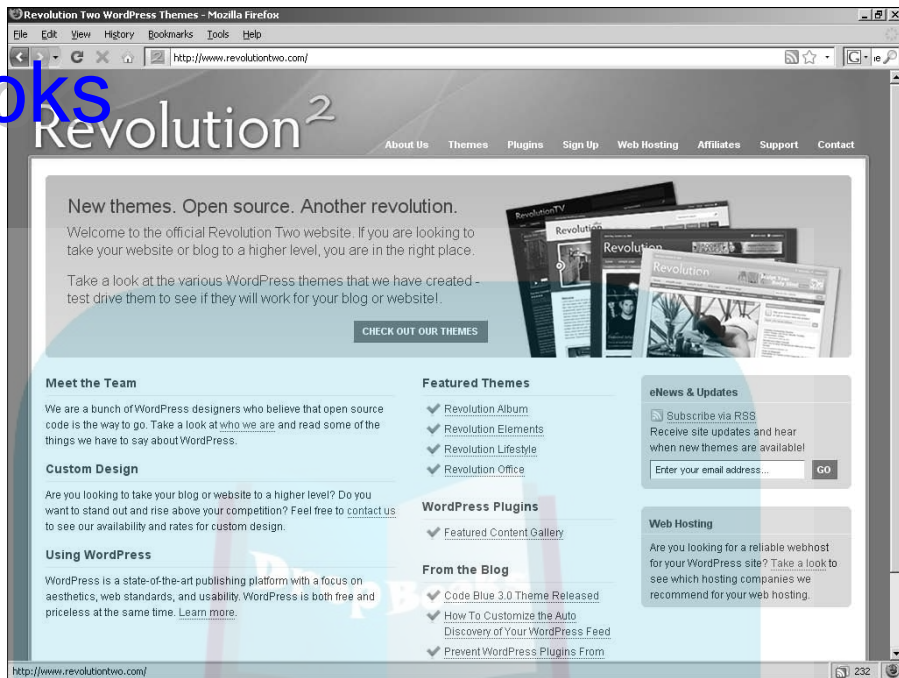 Revolution Two WordPress Themes - Mozilla Firefox
File Edit View History Bookmarks Tools Help
http://www.revolutiontwo.com/
oks
Revolution²
About Us Themes Plugins Sign Up Web Hosting Affiliates Support Contact
New themes. Open source. Another revolution.
Welcome to the official Revolution Two website. If you are looking to
take your website or blog to a higher level, you are in the right place.
Take a look at the various WordPress themes that we have created -
test drive them to see if they will work for your blog or website!.
CHECK OUT OUR THEMES
RevolutionTV
Revolution
Revolution
Revolution
Meet the Team
We are a bunch of WordPress designers who believe that open source
code is the way to go. Take a look at who we are and read some of the
things we have to say about WordPress.
Custom Design
Are you looking to take your blog or website to a higher level? Do you
want to stand out and rise above your competition? Feel free to contact us
to see our availability and rates for custom design.
Using WordPress
WordPress is a state-of-the-art publishing platform with a focus on
aesthetics, web standards, and usability. WordPress is both free and
priceless at the same time. Learn more.
Featured Themes
Revolution Album
Revolution Elements
Revolution Lifestyle
Revolution Office
WordPress Plugins
Featured Content Gallery
From the Blog
Code Blue 3.0 Theme Released
How To Customize the Auto
Discovery of Your WordPress Feed
Prevent WordPress Plugins From
eNews & Updates
Subscribe via RSS
Receive site updates and hear
when new themes are available!
Enter your email address... GO
Web Hosting
Are you looking for a reliable webhost
for your WordPress site? Take a look to
see which hosting companies we
recommend for your web hosting.
DropBooks
http://www.revolutiontwo.com/ 232